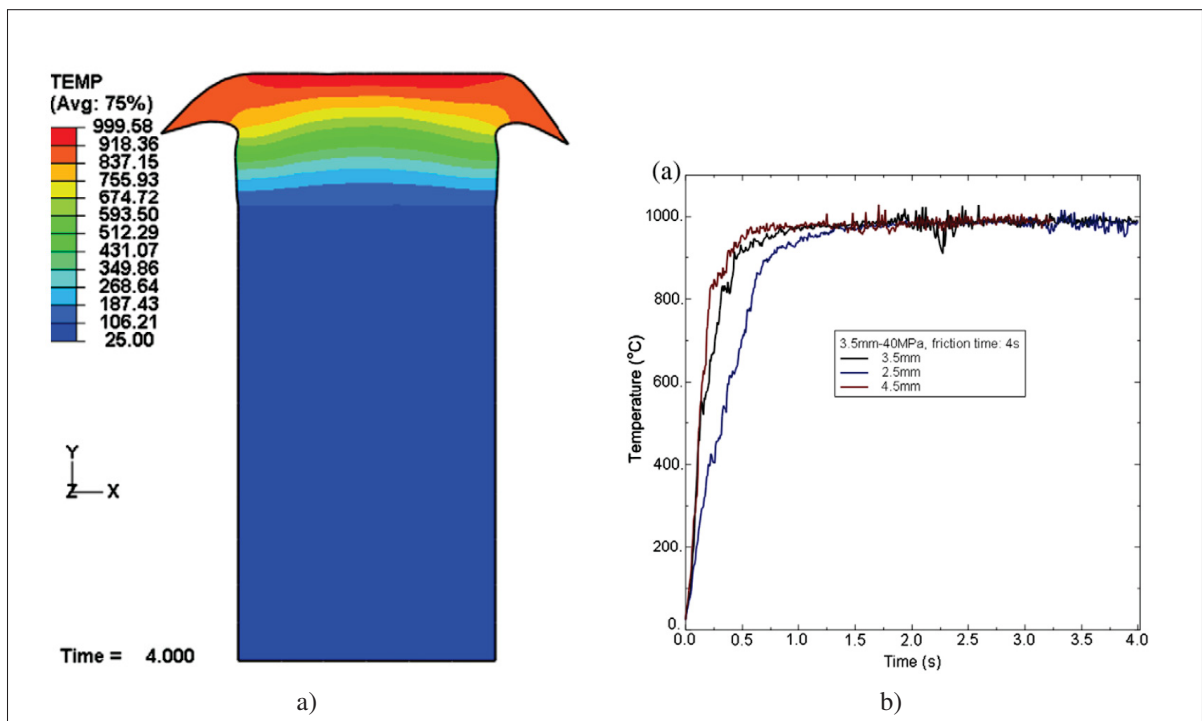 TEMP
(Avg: 75%)
999.58
918.36
837.15
755.93
674.72
593.50
512.29
431.07
349.86
268.64
187.43
106.21
25.00
Y
Z X
Time = 4.000
a)
(a)
1000.
800.
600.
400.
200.
0.
Temperature (°C)
3.5mm-40MPa, friction time: 4s
3.5mm
2.5mm
4.5mm
0.0 0.5 1.0 1.5 2.0 2.5 3.0 3.5 4.0
Time (s)
b)